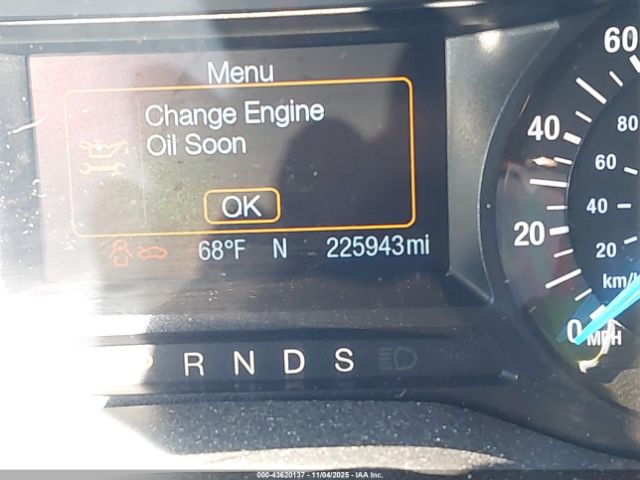 Menu
Change Engine
Oil Soon
OK
68°F N 225943mi
R N D S
60
40
20
0
MPH
80
60
40
20
km/h
000-43620137 - 11/04/2025 - IAA Inc.